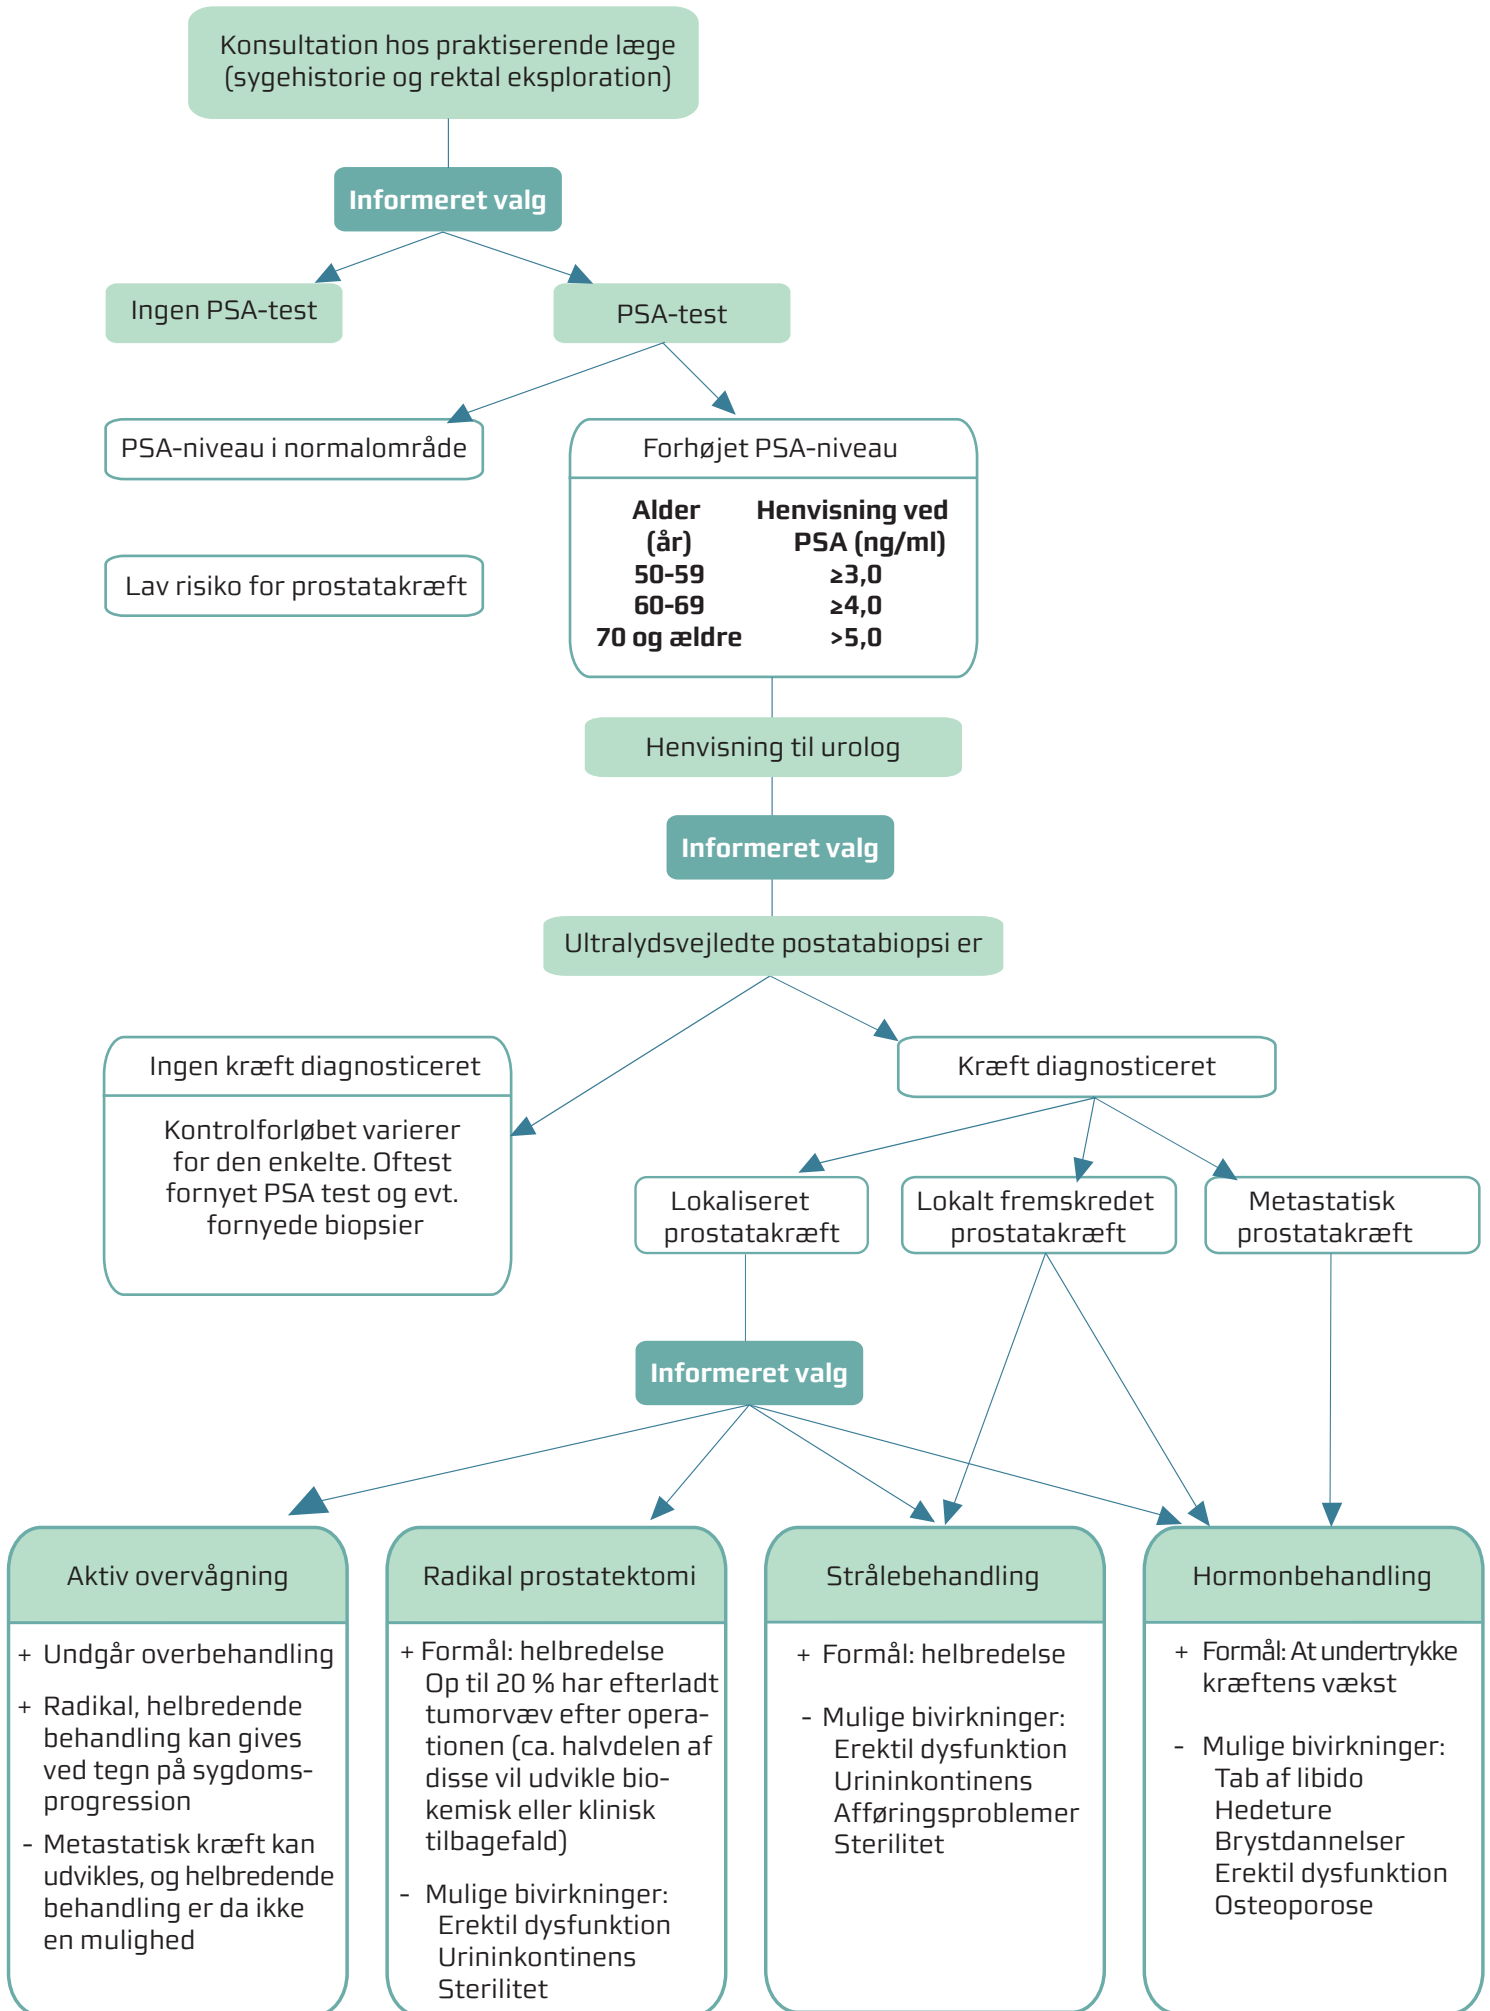 Konsultation hos praktiserende læge
(sygehistorie og rektal eksploration)
Informeret valg
Ingen PSA-test
PSA-test
PSA-niveau i normalområde
Lav risiko for prostatakræft
Forhøjet PSA-niveau
Alder Henvisning ved
(år) PSA (ng/ml)
50-59 ≥3,0
60-69 ≥4,0
70 og ældre >5,0
Henvisning til urolog
Informeret valg
Ultralydsvejledte postatabiopsi er
Ingen kræft diagnosticeret
Kontrolforløbet varierer
for den enkelte. Oftest
fornyet PSA test og evt.
fornyede biopsier
Kræft diagnosticeret
Lokaliseret
prostatakræft
Lokalt fremskredet
prostatakræft
Metastatisk
prostatakræft
Informeret valg
Aktiv overvågning
+ Undgår overbehandling
+ Radikal, helbredende
behandling kan gives
ved tegn på sygdoms-
progression
- Metastatisk kræft kan
udvikles, og helbredende
behandling er da ikke
en mulighed
Radikal prostatektomi
+ Formål: helbredelse
Op til 20 % har efterladt
tumorvæv efter opera-
tionen (ca. halvdelen af
disse vil udvikle bio-
kemisk eller klinisk
tilbagefald)
- Mulige bivirkninger:
Erektil dysfunktion
Urininkontinens
Sterilitet
Strålebehandling
+ Formål: helbredelse
- Mulige bivirkninger:
Erektil dysfunktion
Urininkontinens
Afføringsproblemer
Sterilitet
Hormonbehandling
+ Formål: At undertrykke
kræftens vækst
- Mulige bivirkninger:
Tab af libido
Hedeture
Brystdannelser
Erektil dysfunktion
Osteoporose